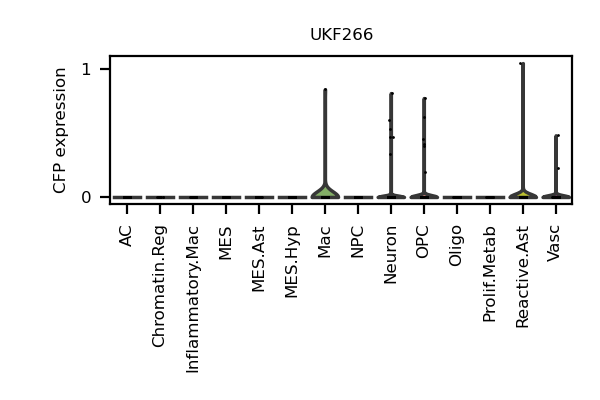 UKF266
CFP expression
1
0
AC
Chromatin.Reg
Inflammatory.Mac
MES
MES.Ast
MES.Hyp
Mac
NPC
Neuron
OPC
Oligo
Prolif.Metab
Reactive.Ast
Vasc